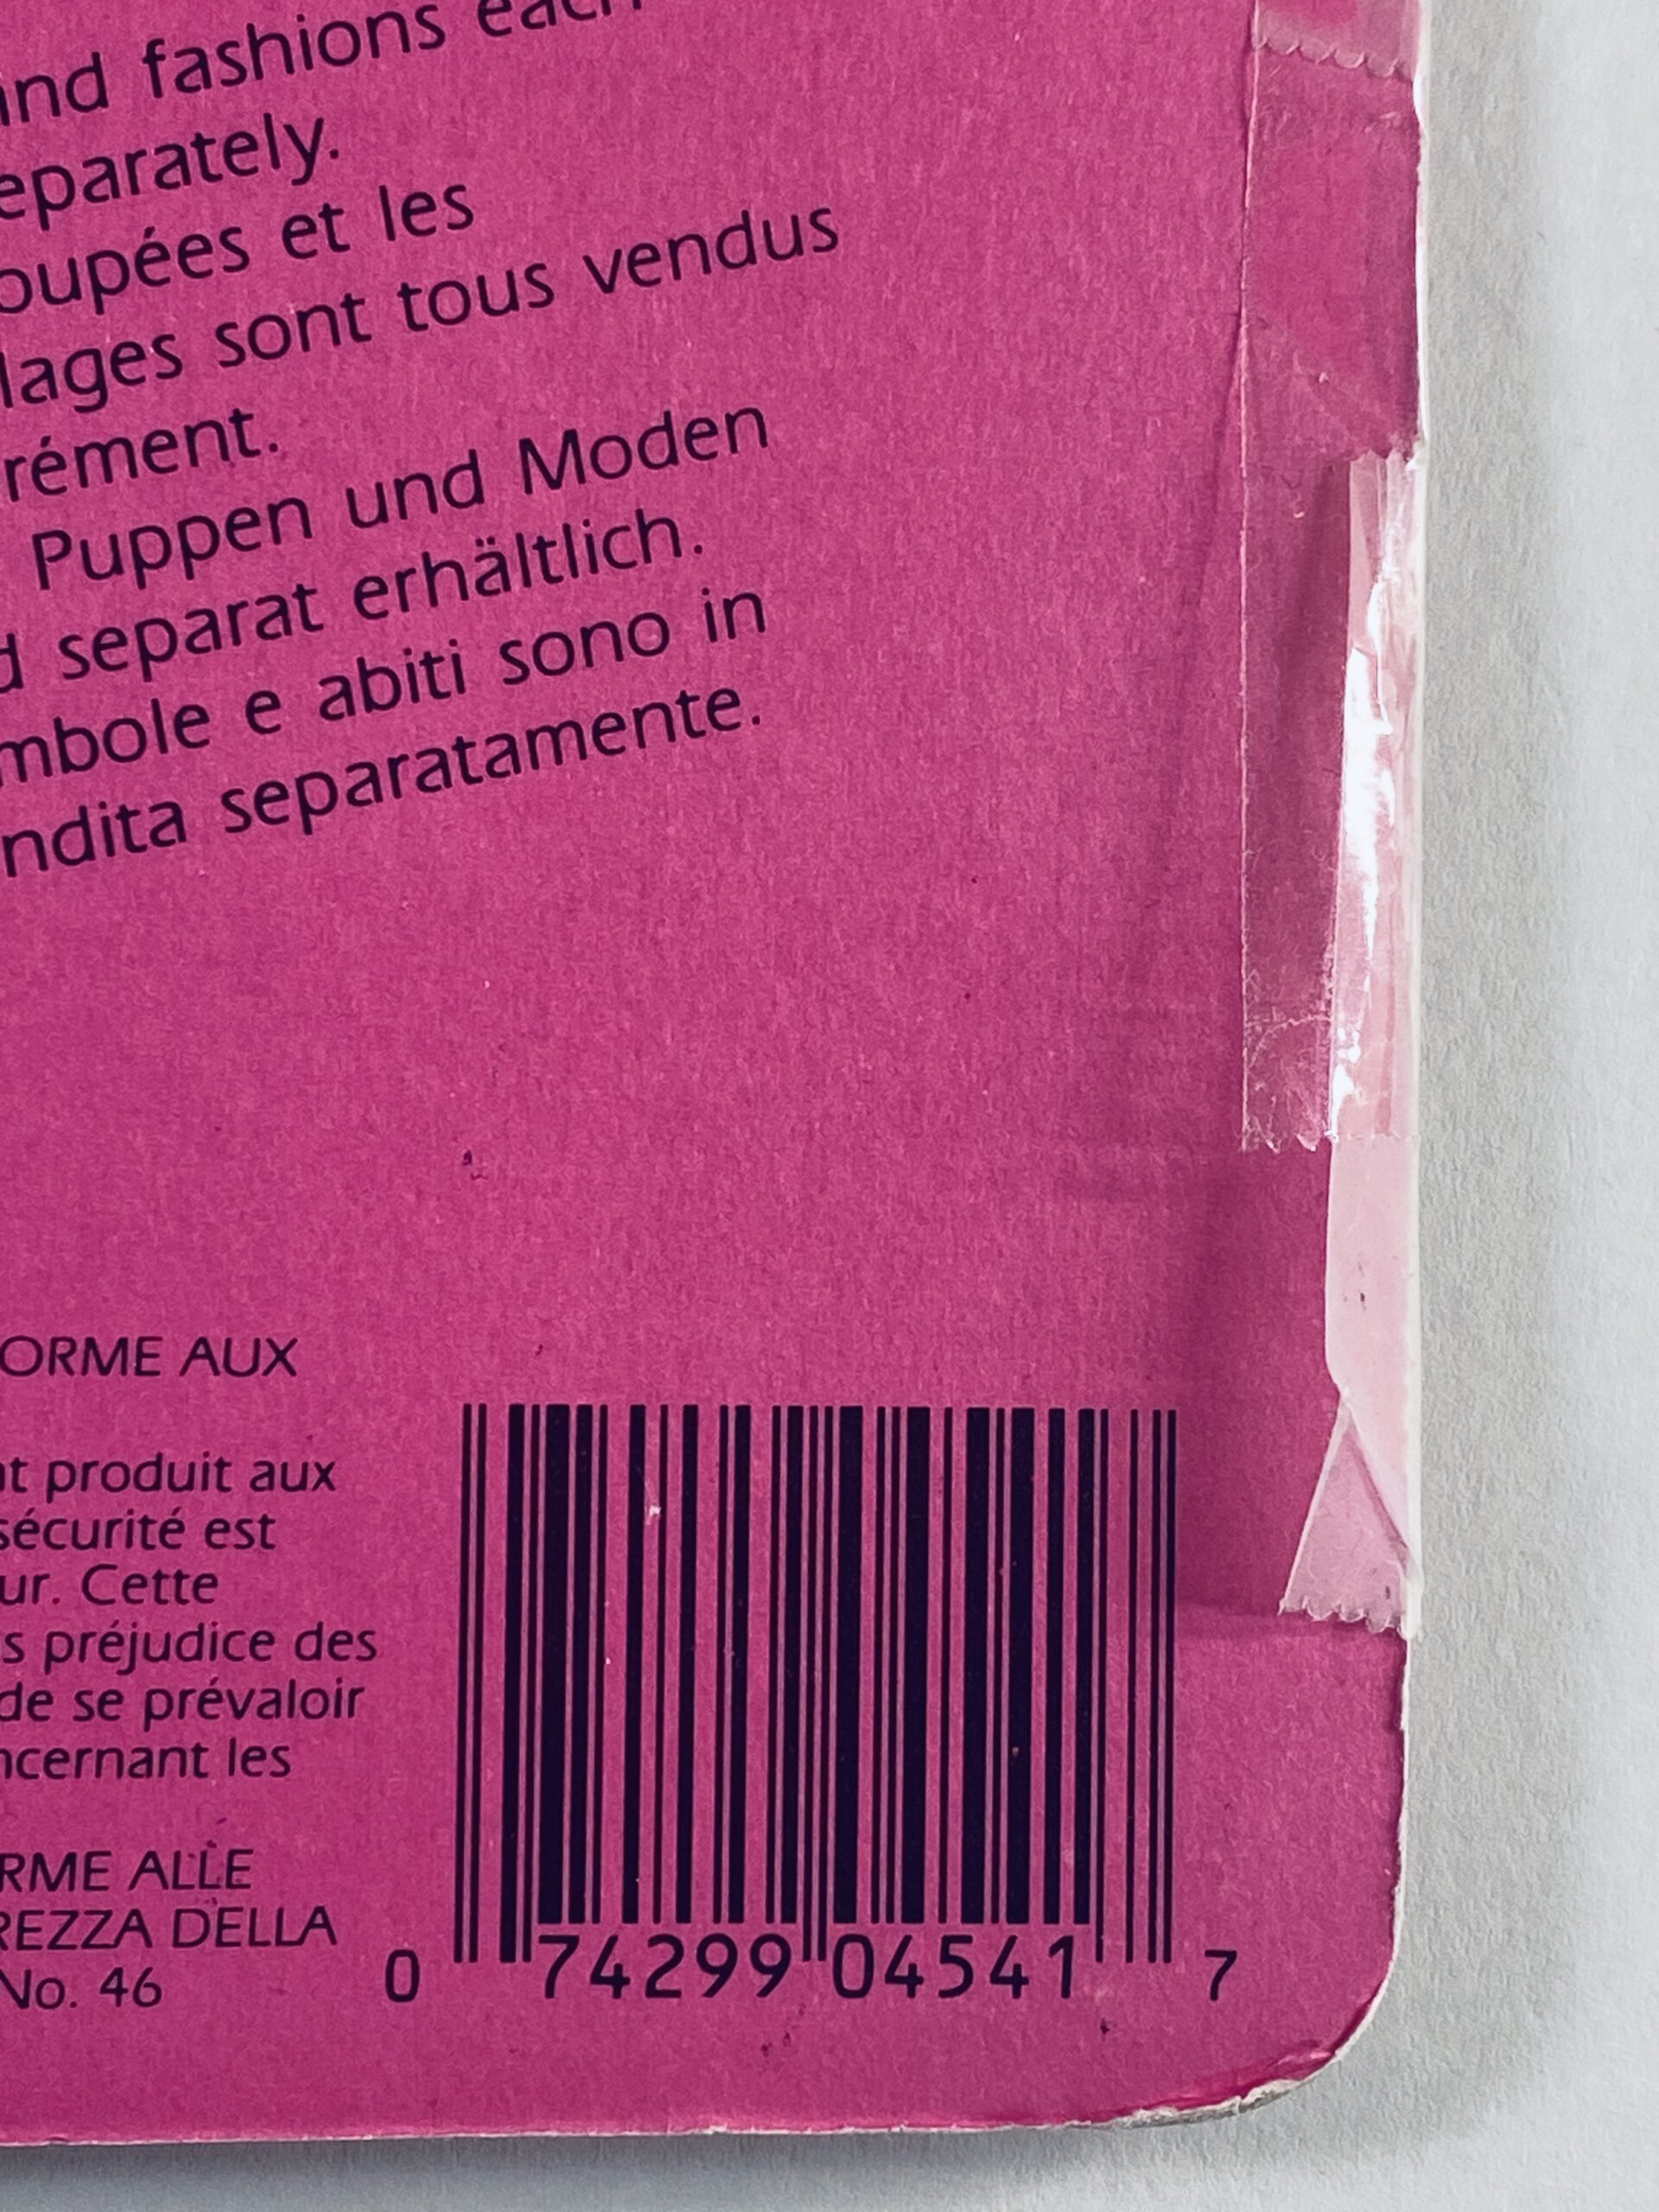 and fashions each
eparately.
oupées et les
lages sont tous vendus
rément.
Puppen und Moden
d separat erhältlich.
mbole e abiti sono in
ndita separatamente.
ORME AUX
nt produit aux
sécurité est
ur. Cette
s préjudice des
de se prévaloir
ncernant les
RME ALLE
REZZA DELLA
No. 46
0 74299 04541 7